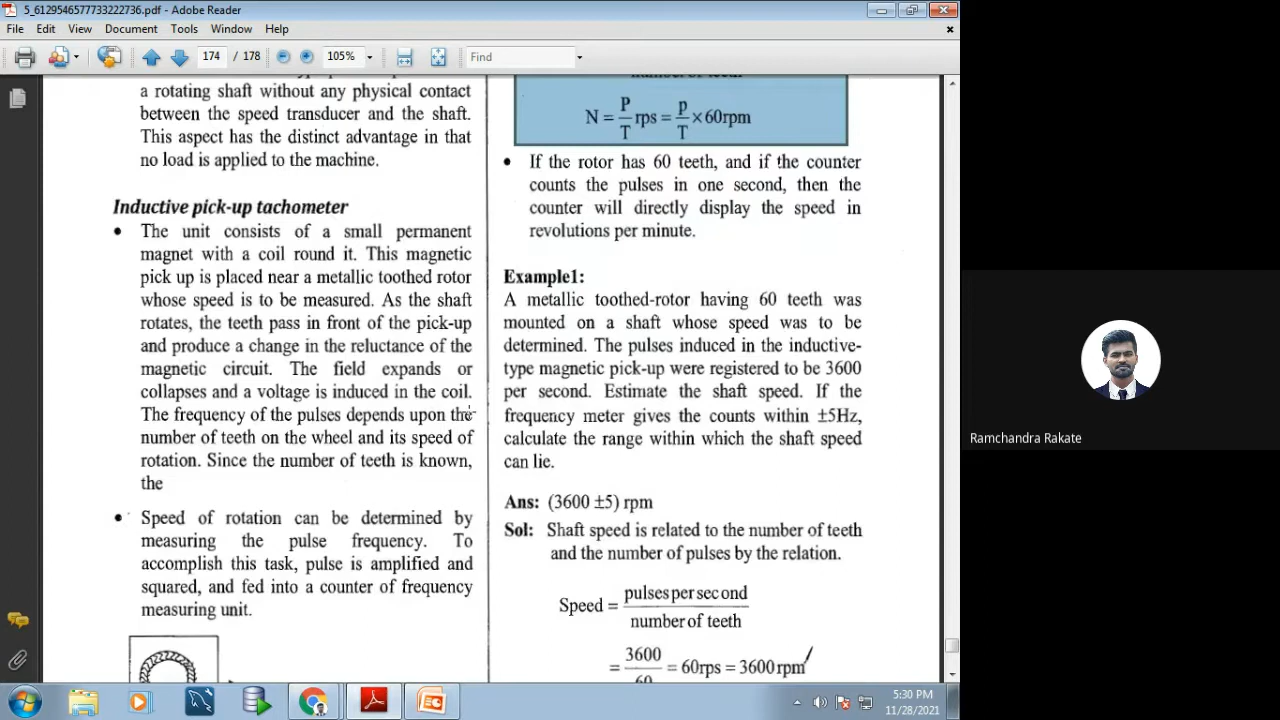 5_6129546577733222736.pdf - Adobe Reader
File Edit View Document Tools Window Help
174 / 178 105% Find
a rotating shaft without any physical contact
between the speed transducer and the shaft.
This aspect has the distinct advantage in that
no load is applied to the machine.
Inductive pick-up tachometer
• The unit consists of a small permanent
magnet with a coil round it. This magnetic
pick up is placed near a metallic toothed rotor
whose speed is to be measured. As the shaft
rotates, the teeth pass in front of the pick-up
and produce a change in the reluctance of the
magnetic circuit. The field expands or
collapses and a voltage is induced in the coil.
The frequency of the pulses depends upon the
number of teeth on the wheel and its speed of
rotation. Since the number of teeth is known,
the
• Speed of rotation can be determined by
measuring the pulse frequency. To
accomplish this task, pulse is amplified and
squared, and fed into a counter of frequency
measuring unit.
number of teeth
N = P/T rps = p/T × 60rpm
• If the rotor has 60 teeth, and if the counter
counts the pulses in one second, then the
counter will directly display the speed in
revolutions per minute.
Example1:
A metallic toothed-rotor having 60 teeth was
mounted on a shaft whose speed was to be
determined. The pulses induced in the inductive-
type magnetic pick-up were registered to be 3600
per second. Estimate the shaft speed. If the
frequency meter gives the counts within ±5Hz,
calculate the range within which the shaft speed
can lie.
Ans: (3600 ±5) rpm
Sol: Shaft speed is related to the number of teeth
and the number of pulses by the relation.
Speed = pulses per sec ond / number of teeth
= 3600 / 60 = 60rps = 3600 rpm
Ramchandra Rakate
5:30 PM
11/28/2021